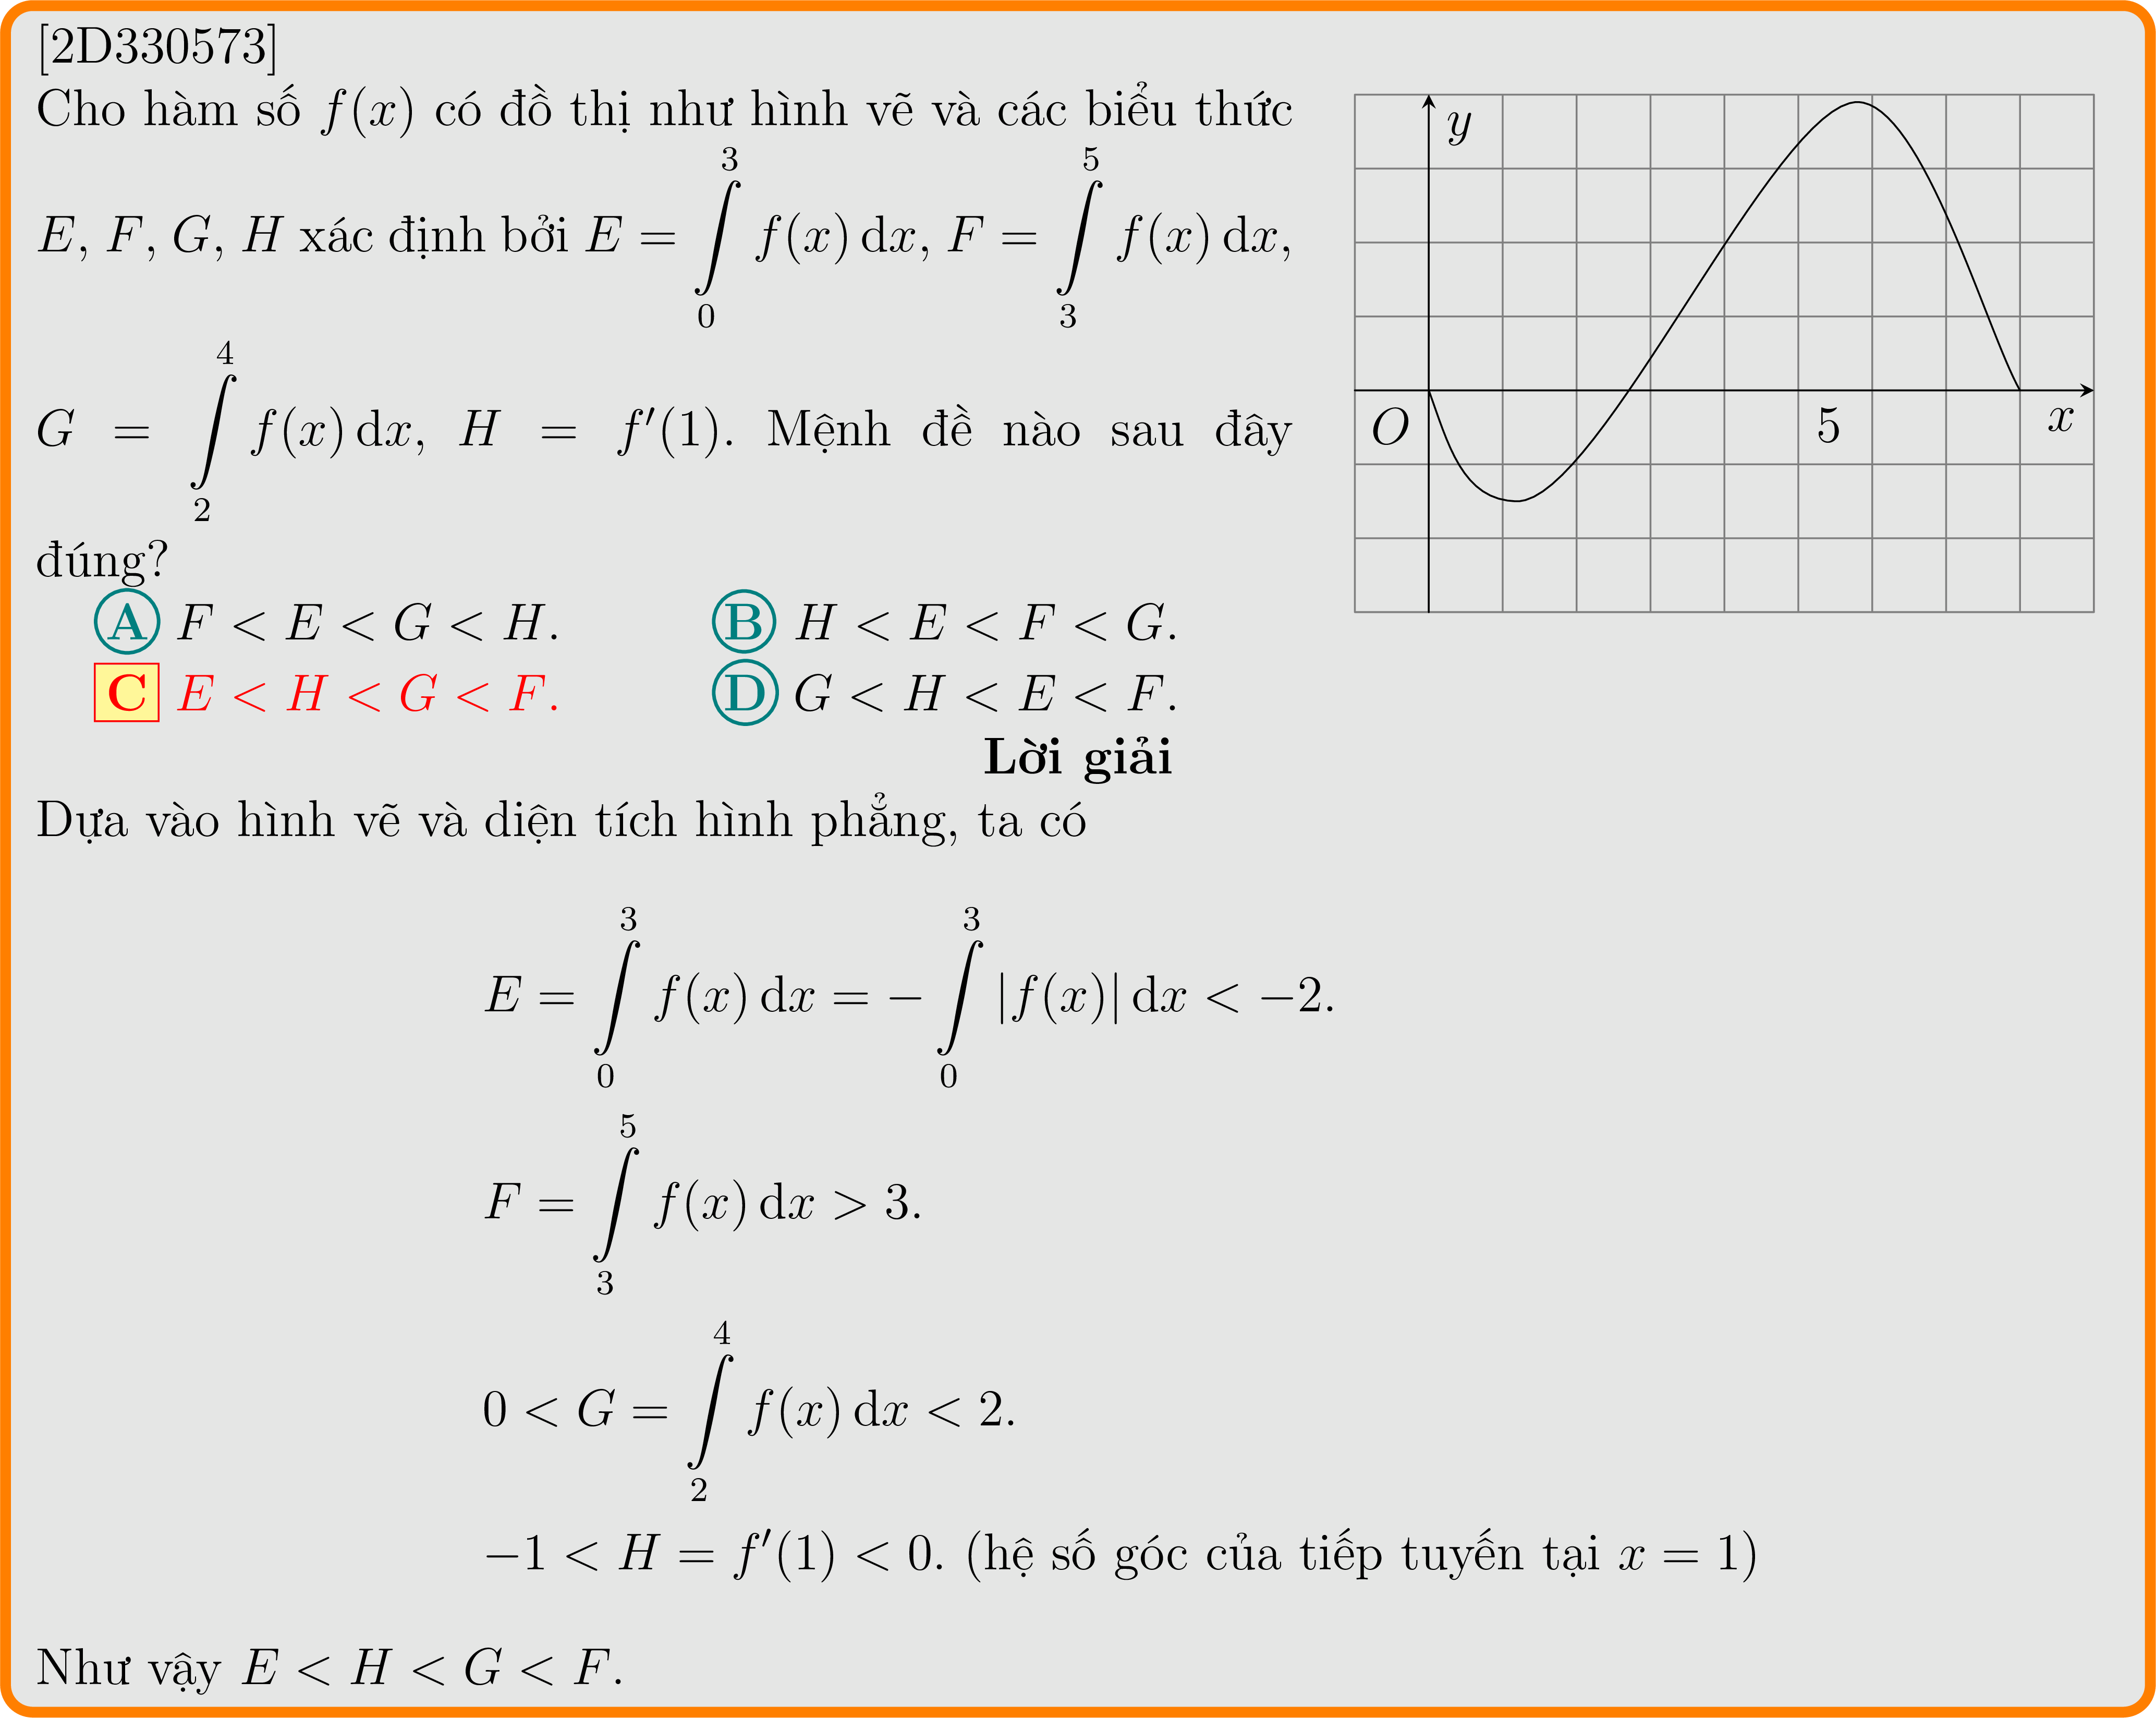 [2D330573]
Cho hàm số $f(x)$ có đồ thị như hình vẽ và các biểu thức
$E$, $F$, $G$, $H$ xác định bởi $E = \int\limits_0^3 f(x)\,\mathrm{d}x$, $F = \int\limits_3^5 f(x)\,\mathrm{d}x$,
$G = \int\limits_2^4 f(x)\,\mathrm{d}x$, $H = f'(1)$. Mệnh đề nào sau đây
đúng?
y
O
5
x
A $F < E < G < H$. B $H < E < F < G$.
C $E < H < G < F$. D $G < H < E < F$.
Lời giải
Dựa vào hình vẽ và diện tích hình phẳng, ta có
$E = \int\limits_0^3 f(x)\,\mathrm{d}x = -\int\limits_0^3 |f(x)|\,\mathrm{d}x < -2.$
$F = \int\limits_3^5 f(x)\,\mathrm{d}x > 3.$
$0 < G = \int\limits_2^4 f(x)\,\mathrm{d}x < 2.$
$-1 < H = f'(1) < 0.$ (hệ số góc của tiếp tuyến tại $x = 1$)
Như vậy $E < H < G < F$.